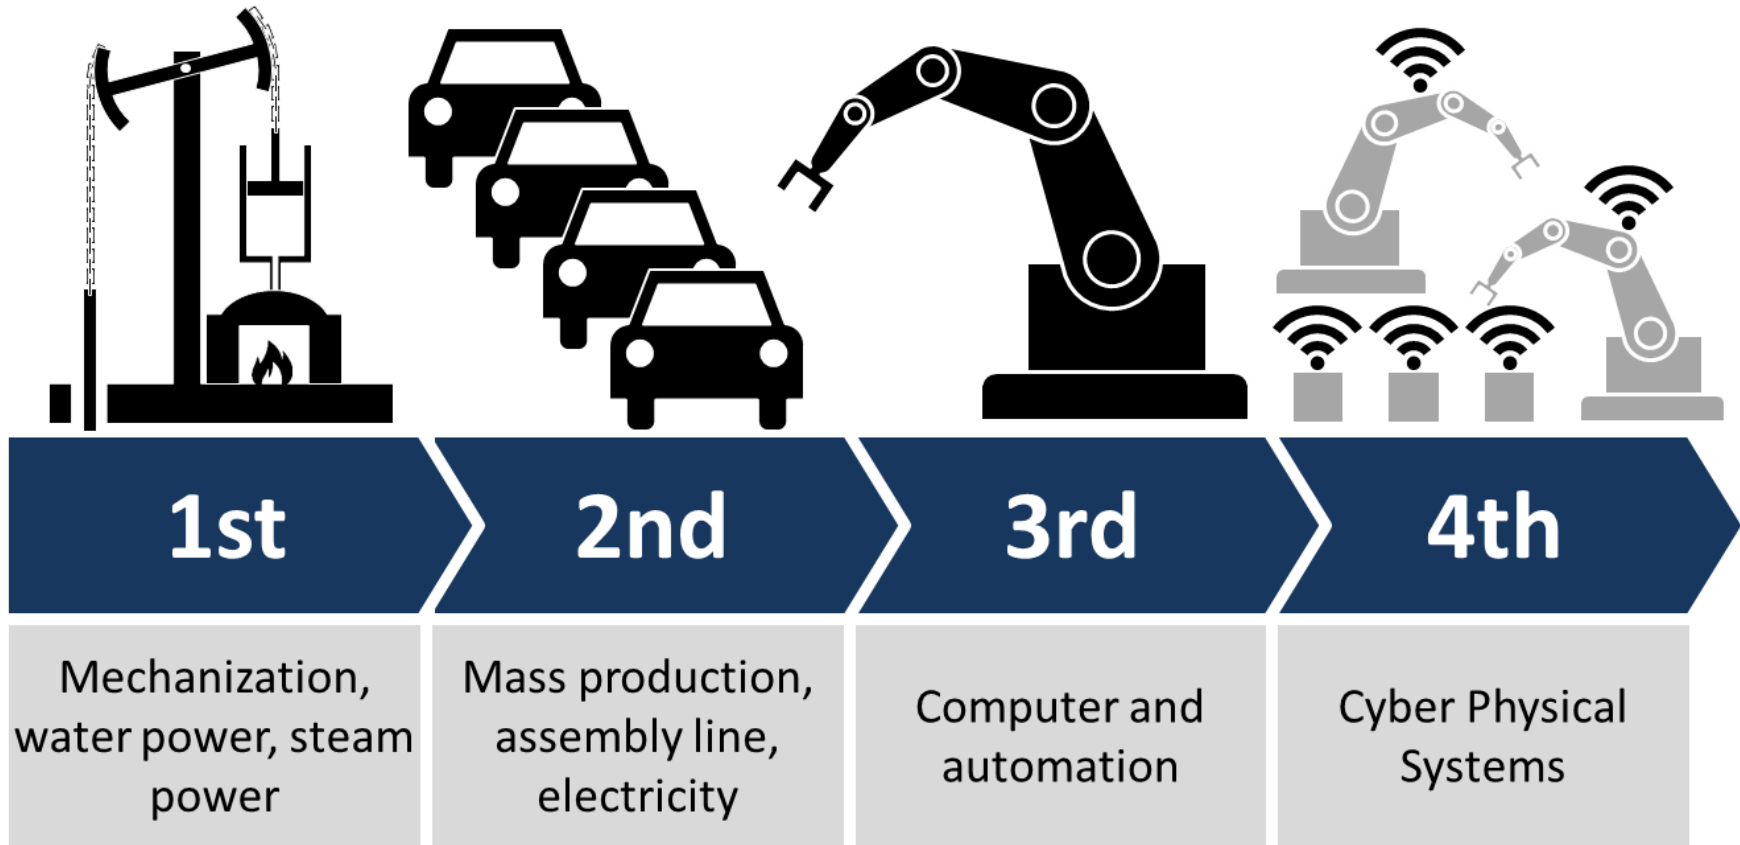 1st
2nd
3rd
4th
Mechanization,
water power, steam
power
Mass production,
assembly line,
electricity
Computer and
automation
Cyber Physical
Systems